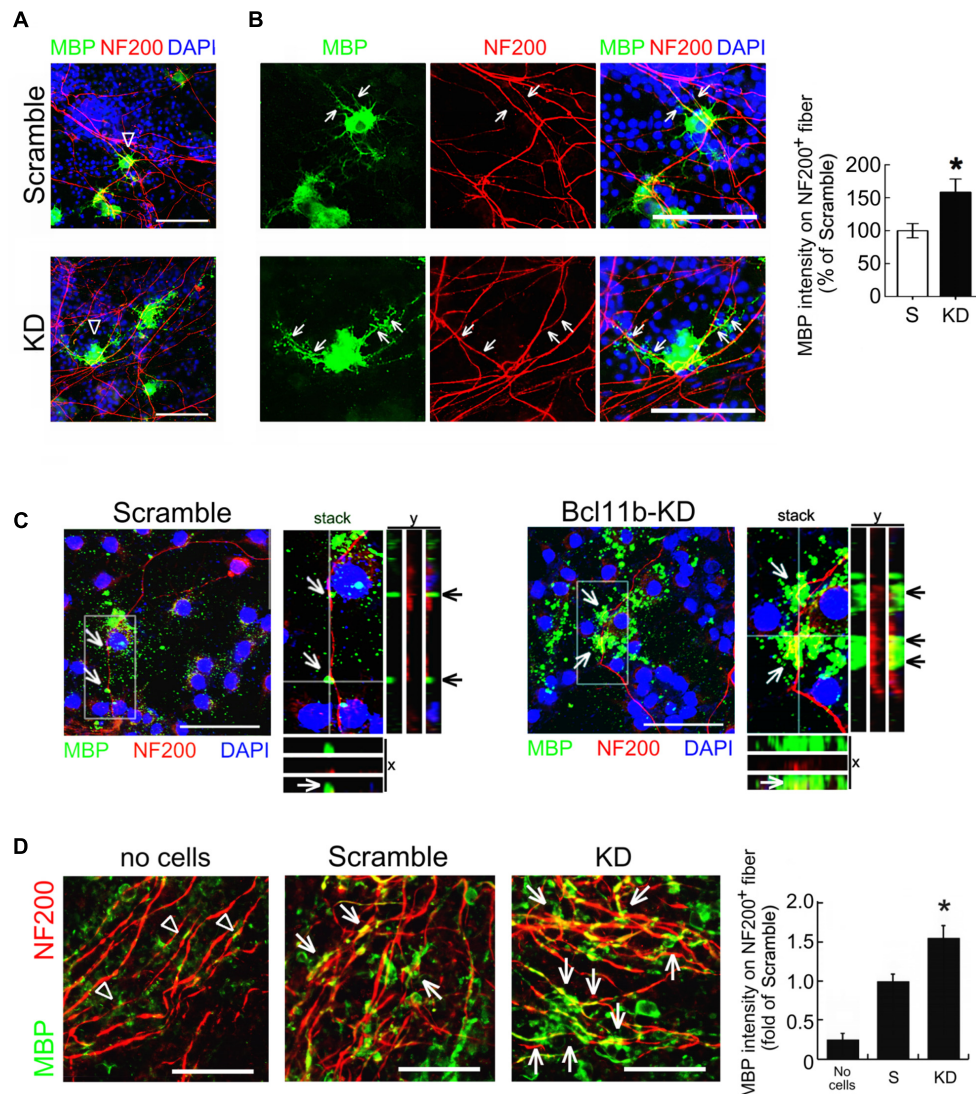 A
B
MBP NF200 DAPI
MBP
NF200
MBP NF200 DAPI
Scramble
KD
MBP intensity on NF200+ fiber
(% of Scramble)
200
150
100
50
0
*
S
KD
C
Scramble
stack
y
x
MBP
NF200
DAPI
Bcl11b-KD
stack
y
x
MBP
NF200
DAPI
D
no cells
Scramble
KD
NF200
MBP
MBP intensity on NF200+ fiber
(fold of Scramble)
2.0
1.5
1.0
0.5
0
*
No
cells
S
KD